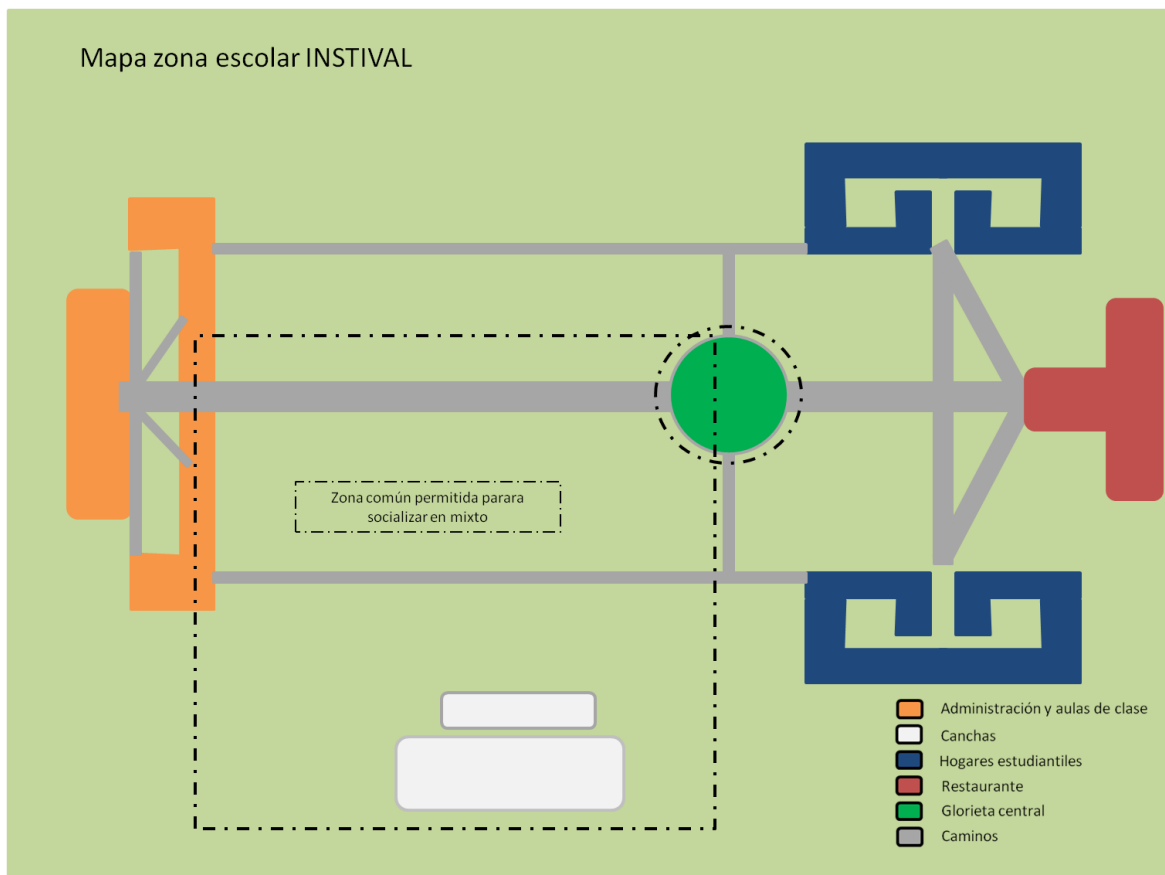 Mapa zona escolar INSTIVAL
Zona común permitida parara
socializar en mixto
Administración y aulas de clase
Canchas
Hogares estudiantiles
Restaurante
Glorieta central
Caminos